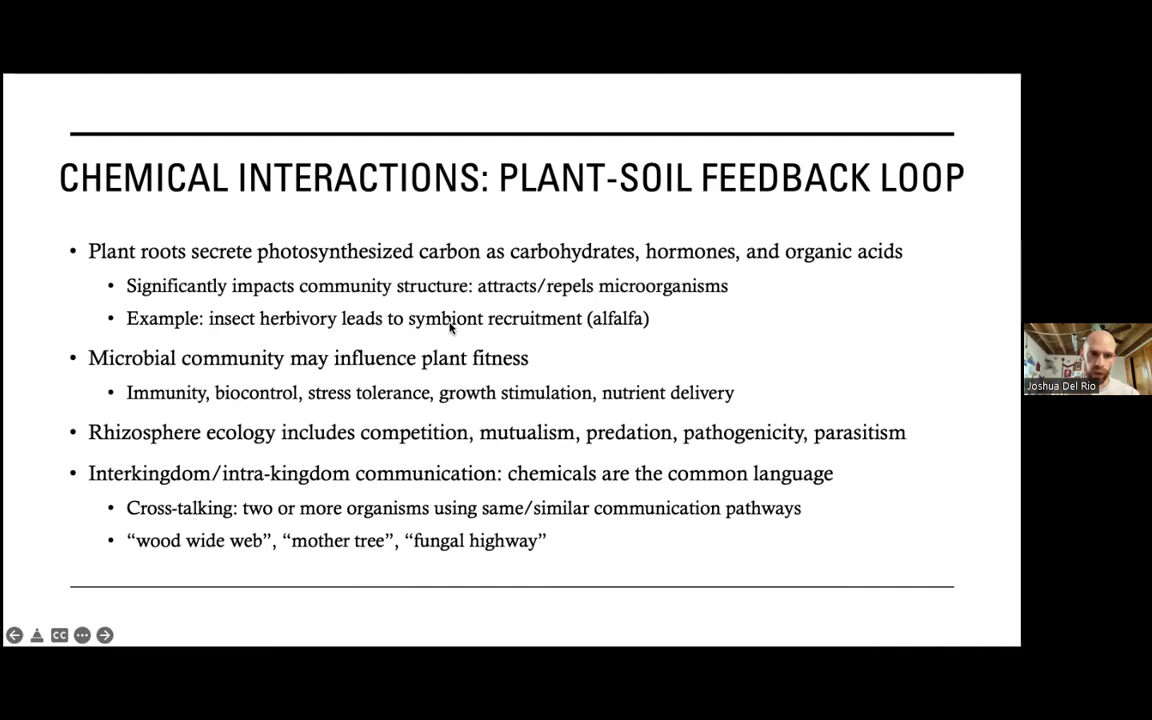 CHEMICAL INTERACTIONS: PLANT-SOIL FEEDBACK LOOP
• Plant roots secrete photosynthesized carbon as carbohydrates, hormones, and organic acids
• Significantly impacts community structure: attracts/repels microorganisms
• Example: insect herbivory leads to symbiont recruitment (alfalfa)
• Microbial community may influence plant fitness
• Immunity, biocontrol, stress tolerance, growth stimulation, nutrient delivery
• Rhizosphere ecology includes competition, mutualism, predation, pathogenicity, parasitism
• Interkingdom/intra-kingdom communication: chemicals are the common language
• Cross-talking: two or more organisms using same/similar communication pathways
• “wood wide web”, “mother tree”, “fungal highway”
Joshua Del Rio
CC